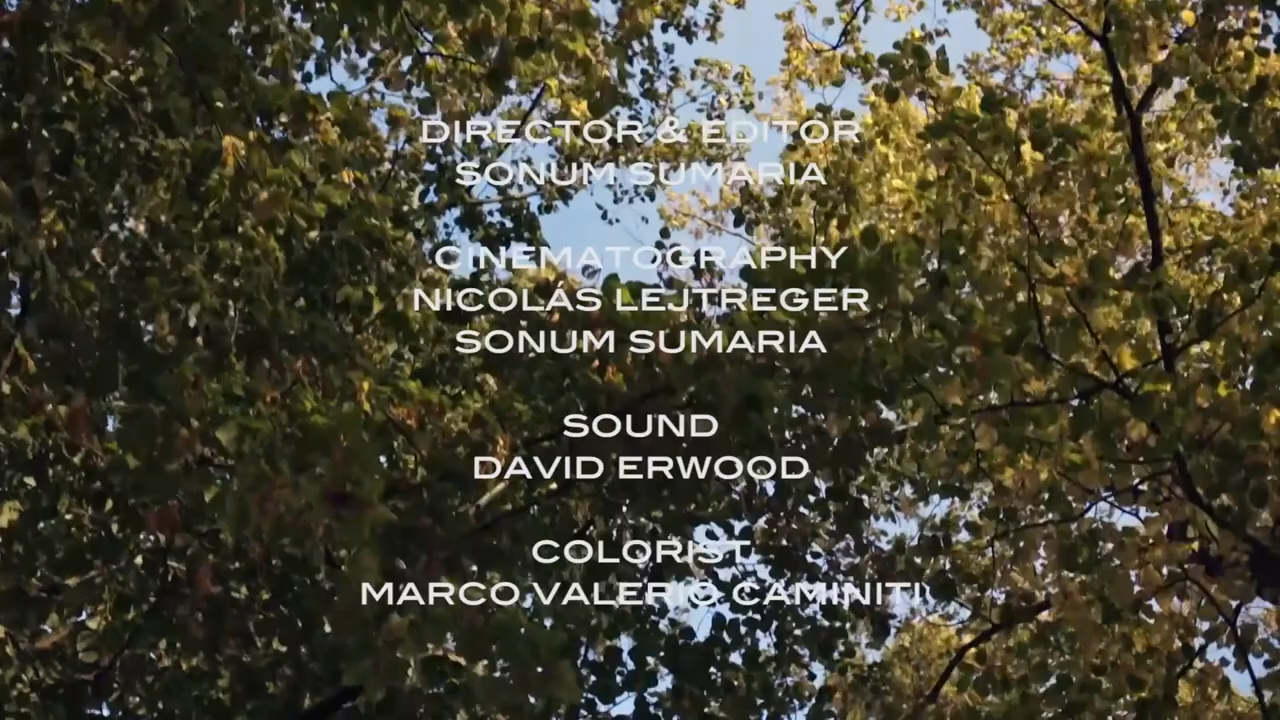 DIRECTOR & EDITOR
SONUM SUMARIA
CINEMATOGRAPHY
NICOLÁS LEJTREGER
SONUM SUMARIA
SOUND
DAVID ERWOOD
COLORIST
MARCO VALERIO CAMINITI